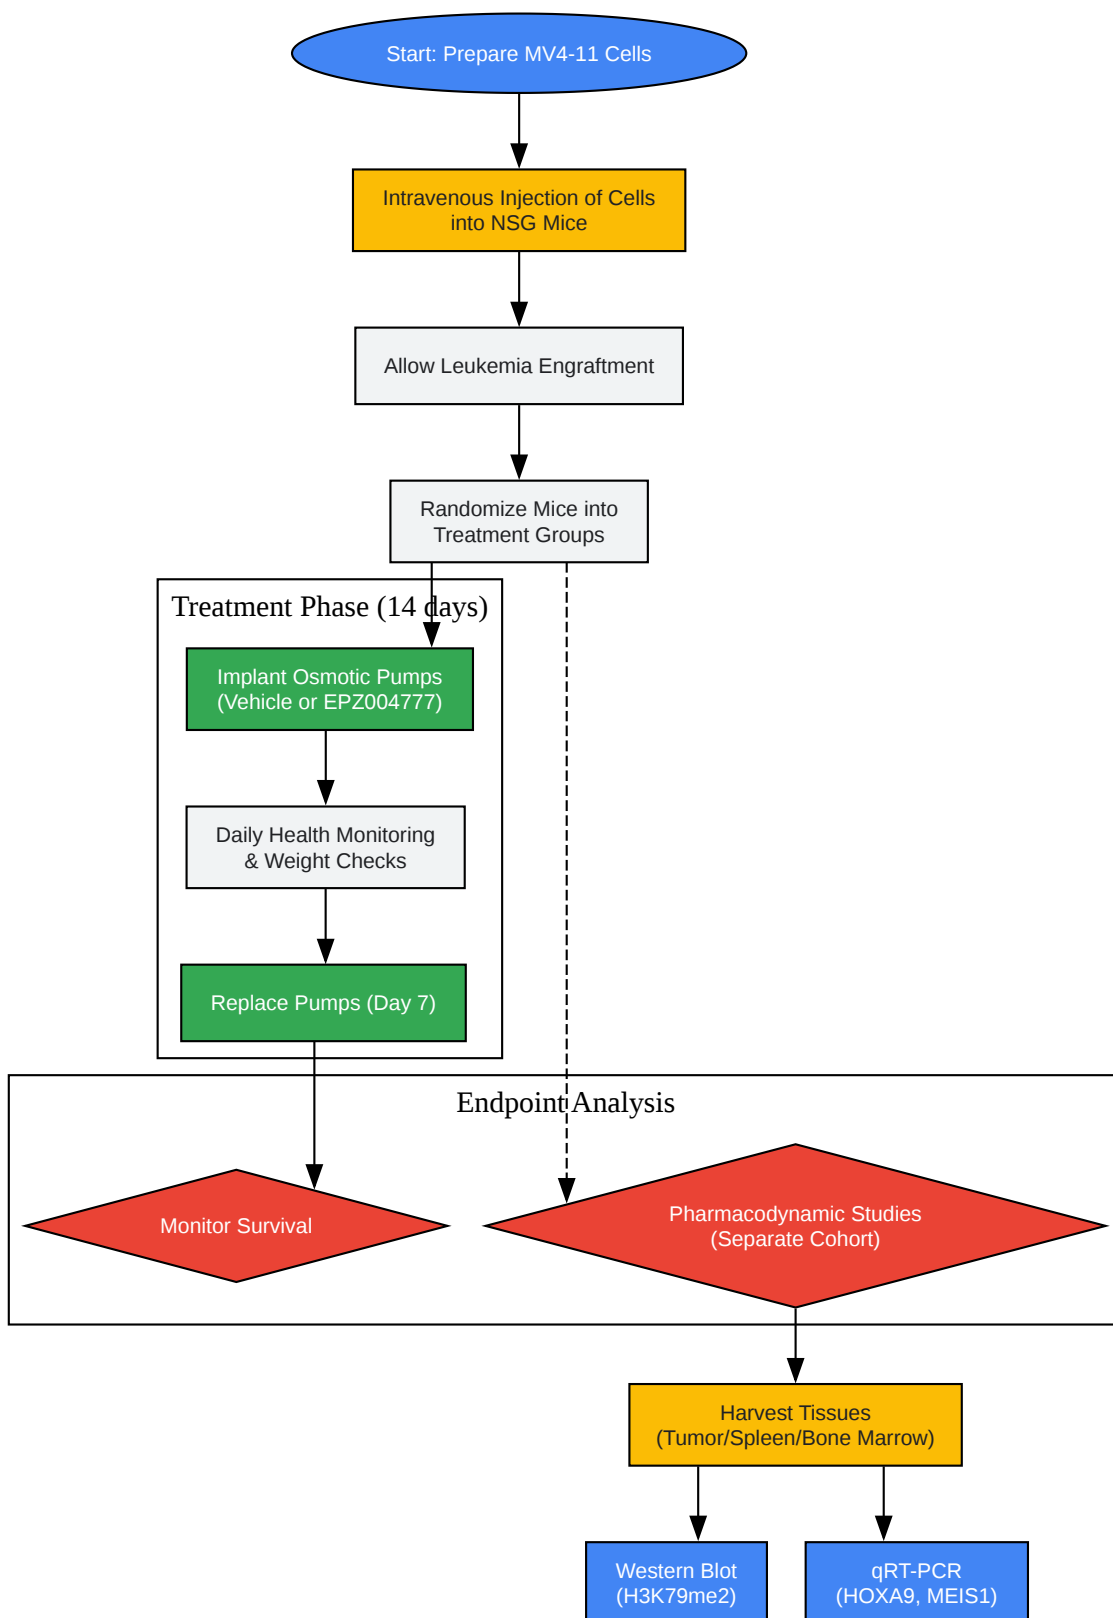 Start: Prepare MV4-11 Cells
Intravenous Injection of Cells
into NSG Mice
Allow Leukemia Engraftment
Randomize Mice into
Treatment Groups
Treatment Phase (14 days)
Implant Osmotic Pumps
(Vehicle or EPZ004777)
Daily Health Monitoring
& Weight Checks
Replace Pumps (Day 7)
Endpoint Analysis
Monitor Survival
Pharmacodynamic Studies
(Separate Cohort)
Harvest Tissues
(Tumor/Spleen/Bone Marrow)
Western Blot
(H3K79me2)
qRT-PCR
(HOXA9, MEIS1)